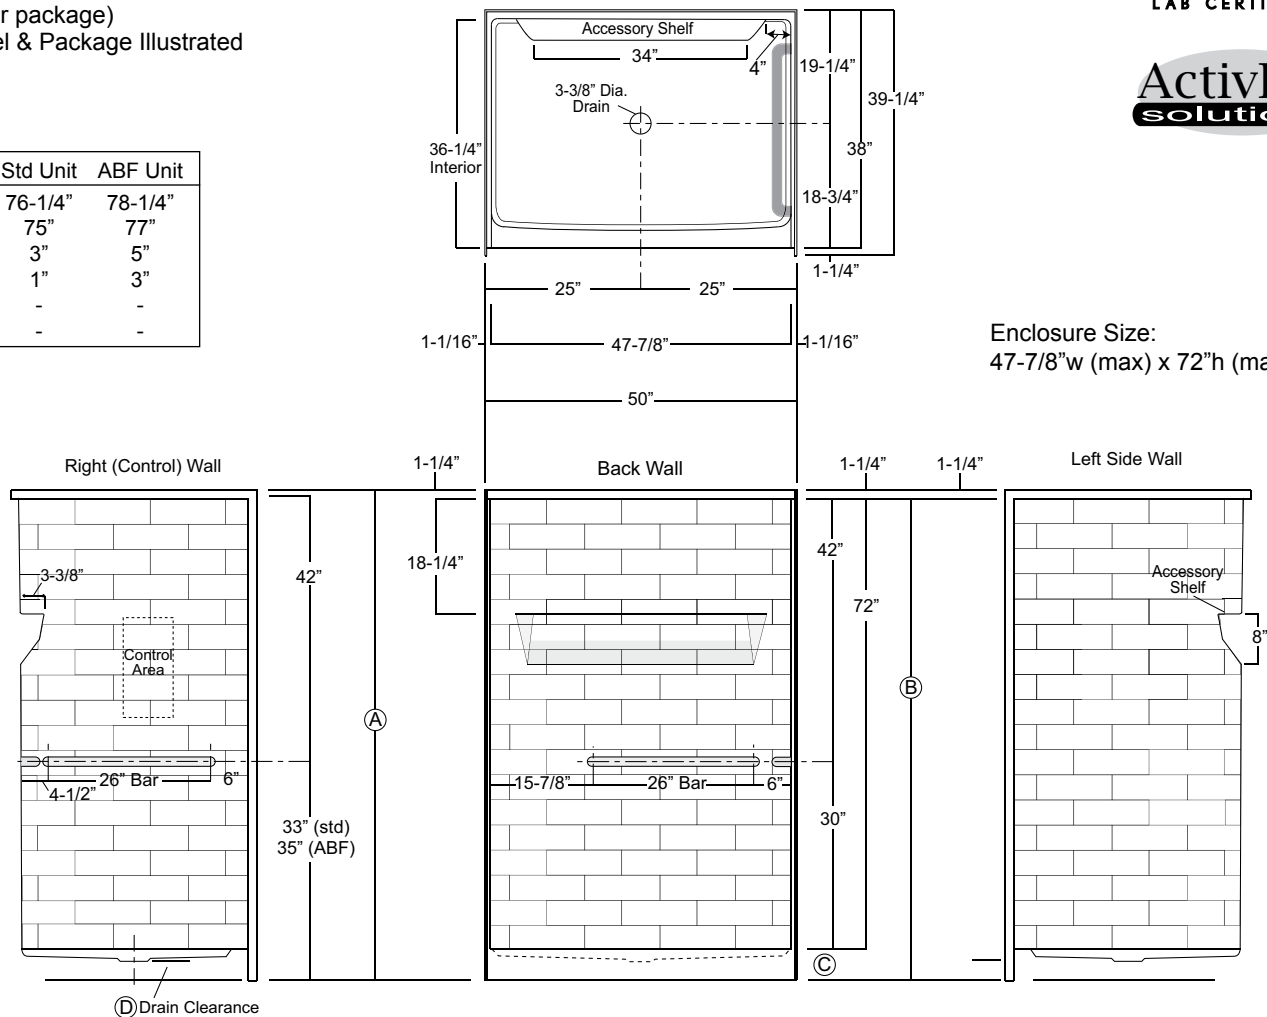 r package)
l & Package Illustrated
LAB CERTI
Activ
solutio
Std Unit ABF Unit
76-1/4” 78-1/4”
75” 77”
3” 5”
1” 3”
- -
- -
Accessory Shelf
34”
4”
3-3/8” Dia.
Drain
36-1/4”
Interior
19-1/4”
39-1/4”
38”
18-3/4”
1-1/4”
25” 25”
1-1/16” 47-7/8” 1-1/16”
50”
Enclosure Size:
47-7/8”w (max) x 72”h (ma
Right (Control) Wall
1-1/4”
Back Wall
1-1/4” 1-1/4”
Left Side Wall
3-3/8”
42”
18-1/4”
42”
72”
Accessory
Shelf
8”
Control
Area
A
B
26” Bar 6”
4-1/2”
15-7/8” 26” Bar 6”
33” (std)
35” (ABF)
30”
C
D Drain Clearance